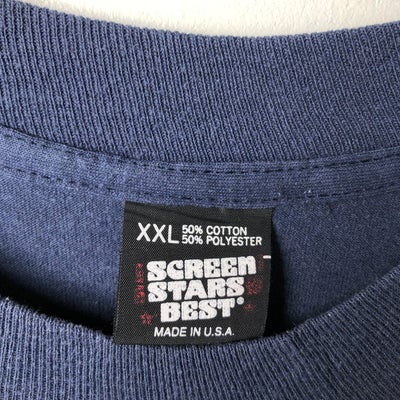 XXL 50% COTTON
50% POLYESTER
SCREEN
STARS
BEST®
MADE IN U.S.A.